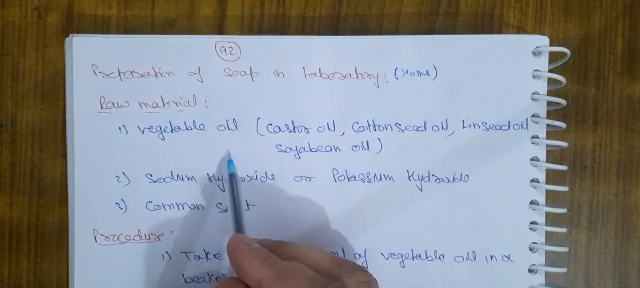 92
Preparation of soap in laboratory: (Home)
Raw material:
1) vegetable oil (castor oil, Cottonseed oil, Linseed oil
soyabean oil)
2) Sodium Hydroxide or Potassium Hydroxide
3) Common salt
Procedure:
1) Take of vegetable oil in a